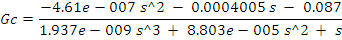 Gc = 
−4.61e − 007 s^2 − 0.0004005 s − 0.087
1.937e − 009 s^3 + 8.803e − 005 s^2 + s